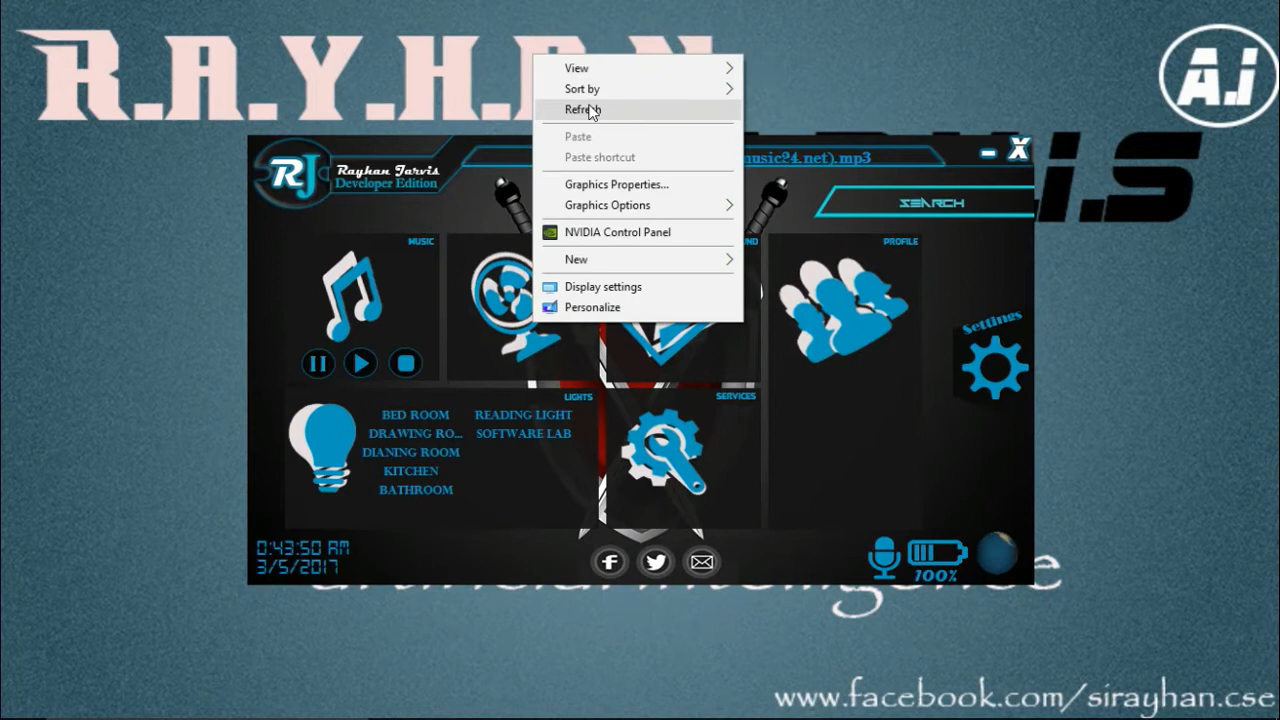 R.A.Y.H.
A.i
View
Sort by
Refresh
Paste
Paste shortcut
Graphics Properties...
Graphics Options
NVIDIA Control Panel
New
Display settings
Personalize
RJ
Rayhan Jarvis
Developer Edition
music24.net).mp3
X
.i.S
SEARCH
MUSIC
PROFILE
Settings
LIGHTS
BED ROOM
READING LIGHT
DRAWING RO...
SOFTWARE LAB
DIANING ROOM
KITCHEN
BATHROOM
SERVICES
0:43:50 AM
3/5/2017
100%
www.facebook.com/sirayhan.cse